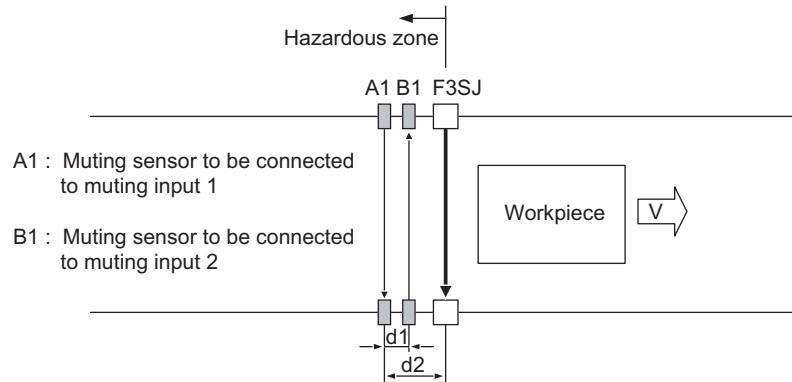 Hazardous zone
A1 B1 F3SJ
A1 : Muting sensor to be connected
to muting input 1
Workpiece
V
B1 : Muting sensor to be connected
to muting input 2
d1
d2